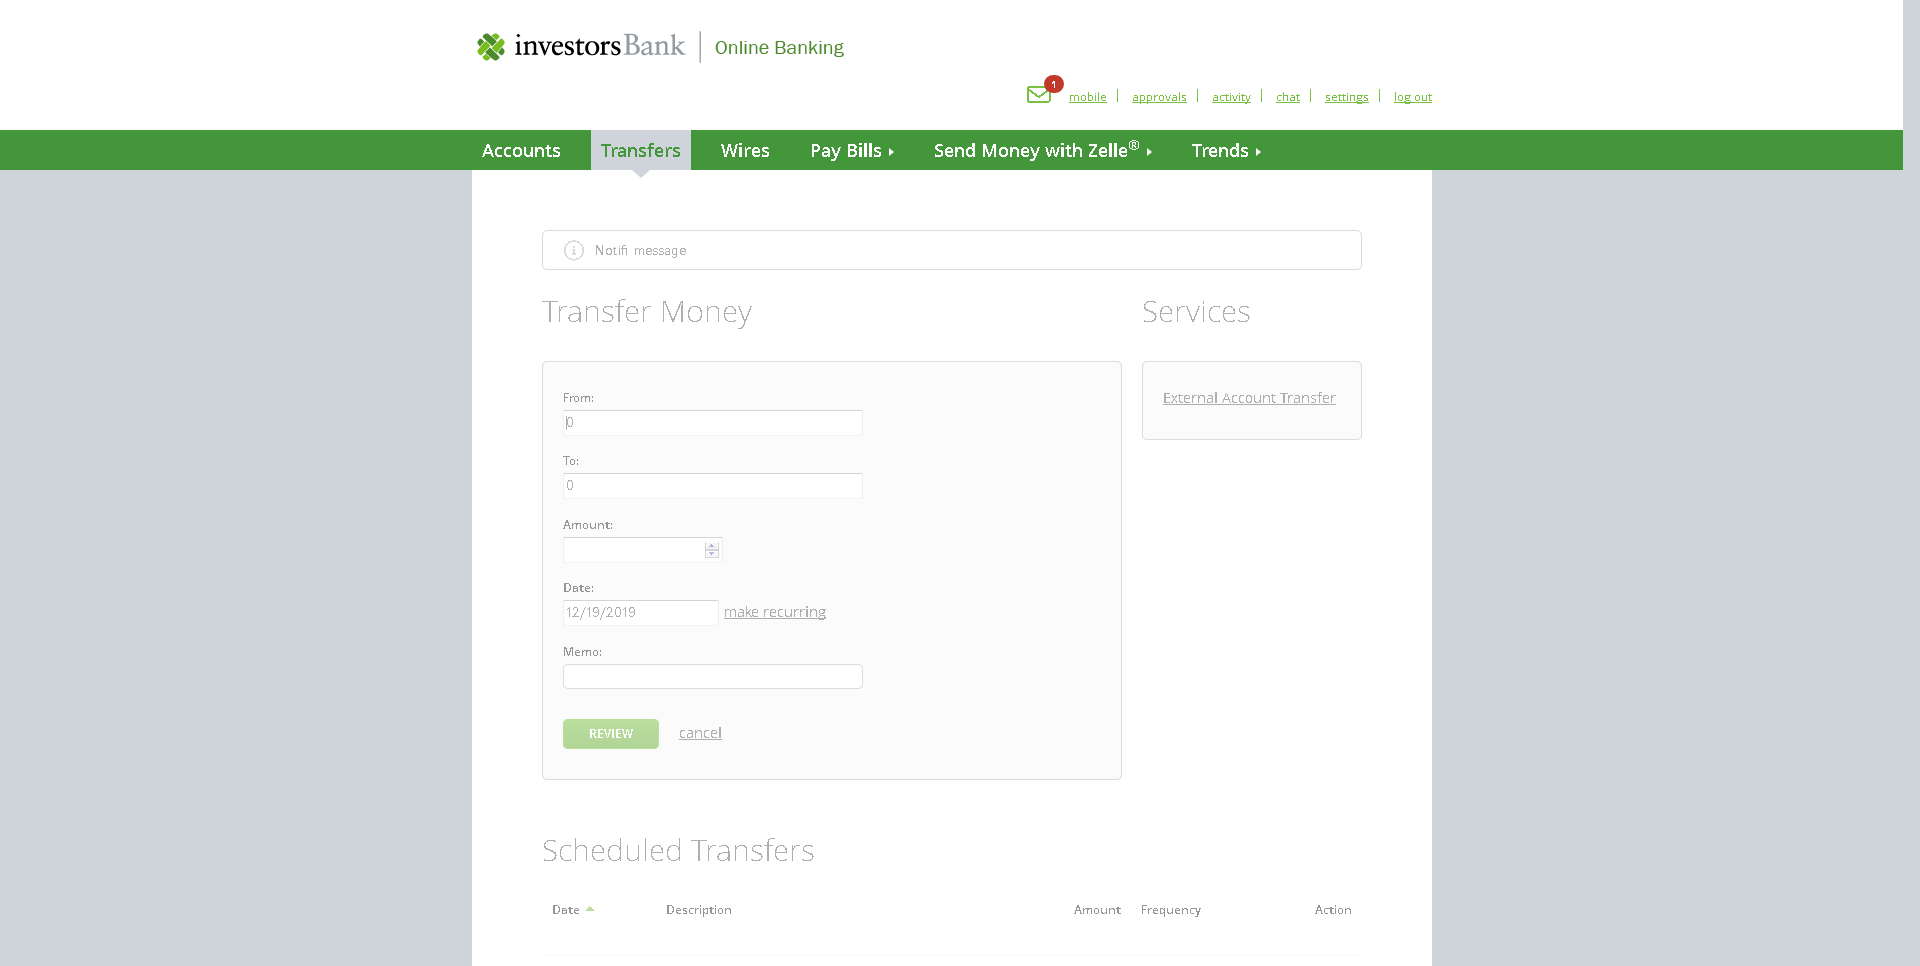 investorsBank Online Banking
1
mobile approvals activity chat settings log out
Accounts Transfers Wires Pay Bills Send Money with Zelle® Trends
Notifi message
Transfer Money
Services
From:
0
To:
0
Amount:
Date:
12/19/2019 make recurring
Memo:
REVIEW cancel
External Account Transfer
Scheduled Transfers
Date Description Amount Frequency Action